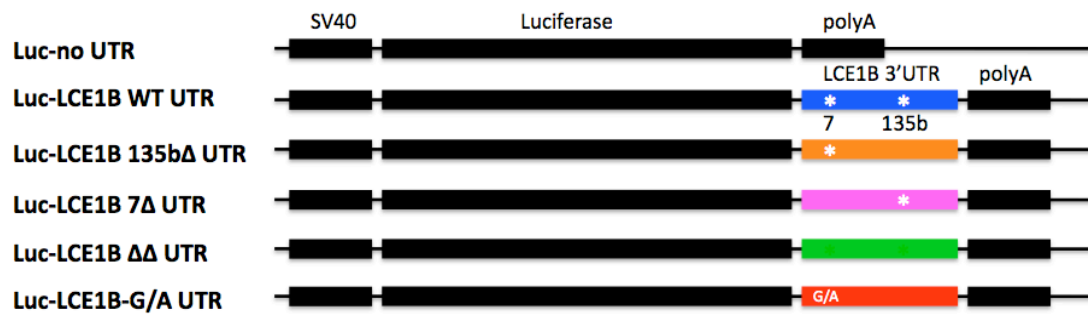 SV40 Luciferase polyA
Luc-no UTR
LCE1B 3’UTR polyA
Luc-LCE1B WT UTR * *
7 135b
Luc-LCE1B 135bΔ UTR *
Luc-LCE1B 7Δ UTR *
Luc-LCE1B ΔΔ UTR * *
Luc-LCE1B-G/A UTR G/A